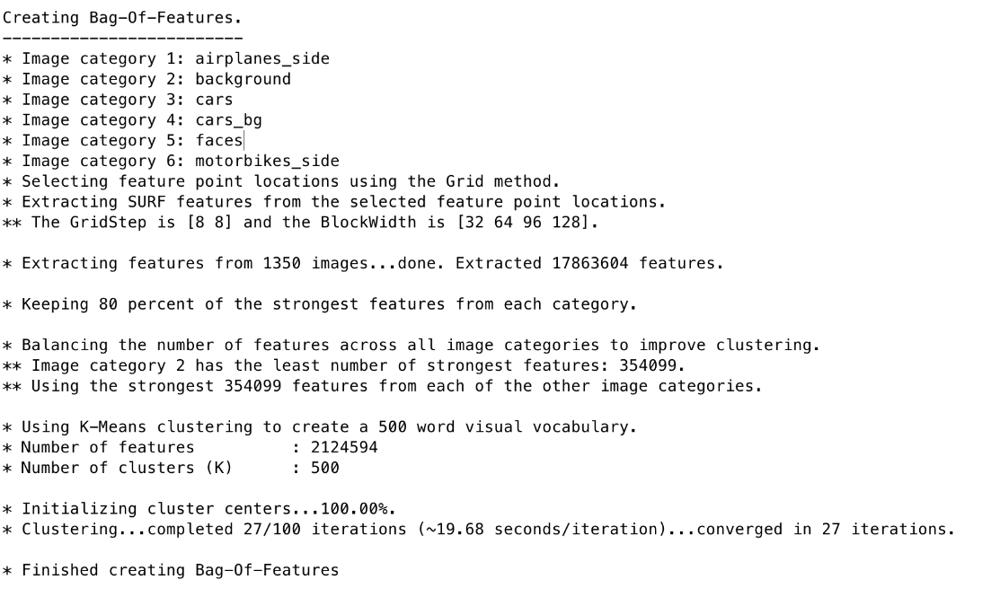 Creating Bag-Of-Features.
-------------------------
* Image category 1: airplanes_side
* Image category 2: background
* Image category 3: cars
* Image category 4: cars_bg
* Image category 5: faces
* Image category 6: motorbikes_side
* Selecting feature point locations using the Grid method.
* Extracting SURF features from the selected feature point locations.
** The GridStep is [8 8] and the BlockWidth is [32 64 96 128].
* Extracting features from 1350 images...done. Extracted 17863604 features.
* Keeping 80 percent of the strongest features from each category.
* Balancing the number of features across all image categories to improve clustering.
** Image category 2 has the least number of strongest features: 354099.
** Using the strongest 354099 features from each of the other image categories.
* Using K-Means clustering to create a 500 word visual vocabulary.
* Number of features          : 2124594
* Number of clusters (K)      : 500
* Initializing cluster centers...100.00%.
* Clustering...completed 27/100 iterations (~19.68 seconds/iteration)...converged in 27 iterations.
* Finished creating Bag-Of-Features